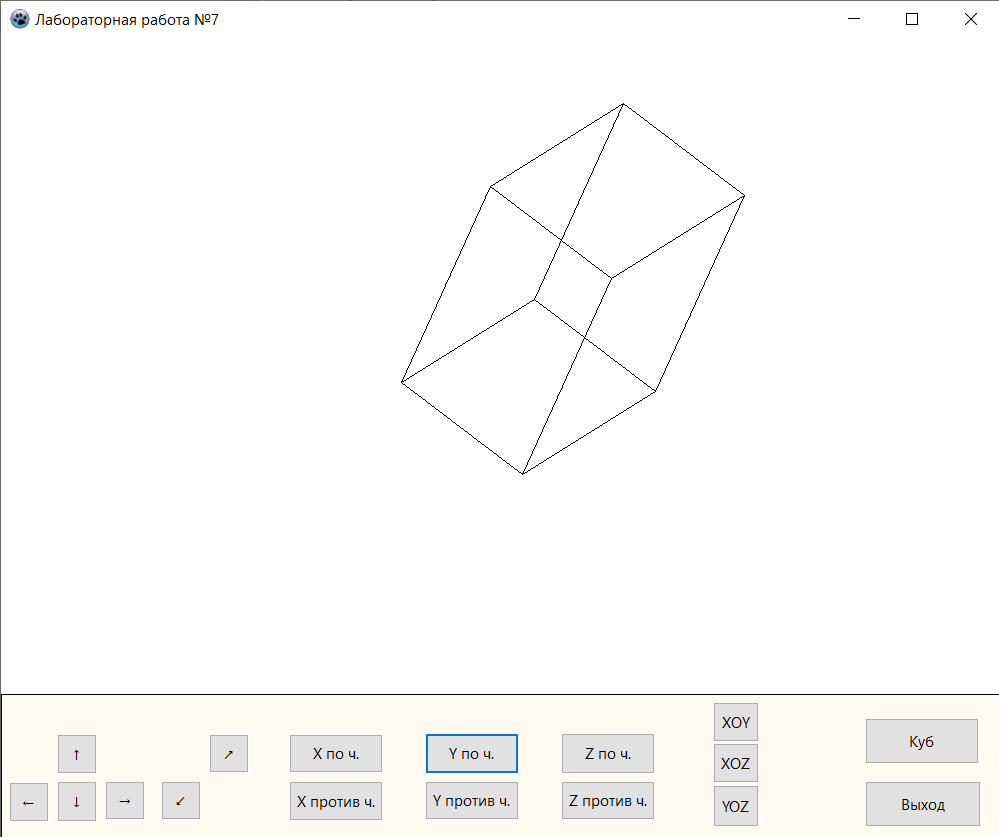 Лабораторная работа №7
↑
↗
← ↓ → ↙
X по ч.
Y по ч.
Z по ч.
X против ч.
Y против ч.
Z против ч.
XOY
XOZ
YOZ
Куб
Выход